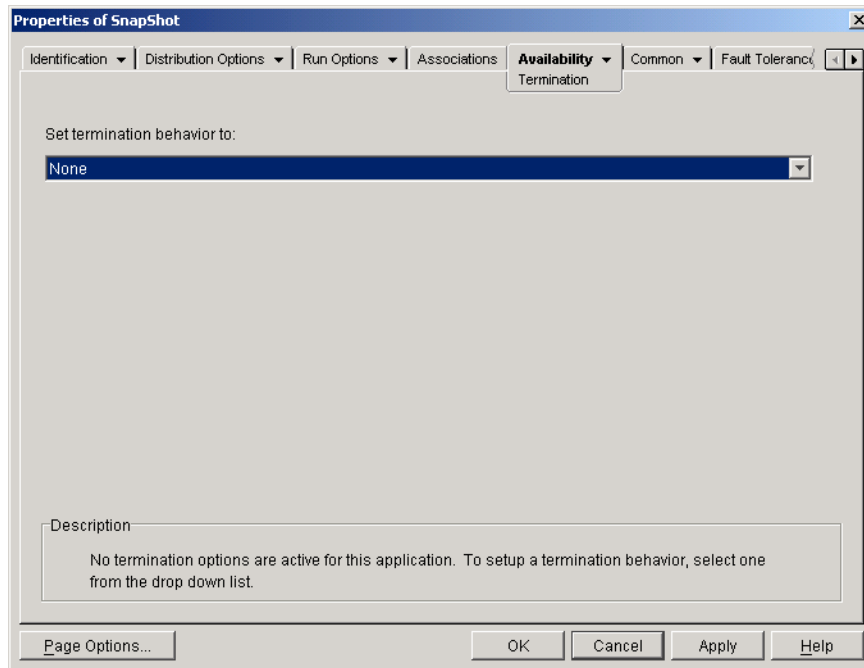 Properties of SnapShot
Identification
Distribution Options
Run Options
Associations
Availability
Common
Fault Toleranc
Termination
Set termination behavior to:
None
Description
No termination options are active for this application. To setup a termination behavior, select one
from the drop down list.
Page Options...
OK
Cancel
Apply
Help